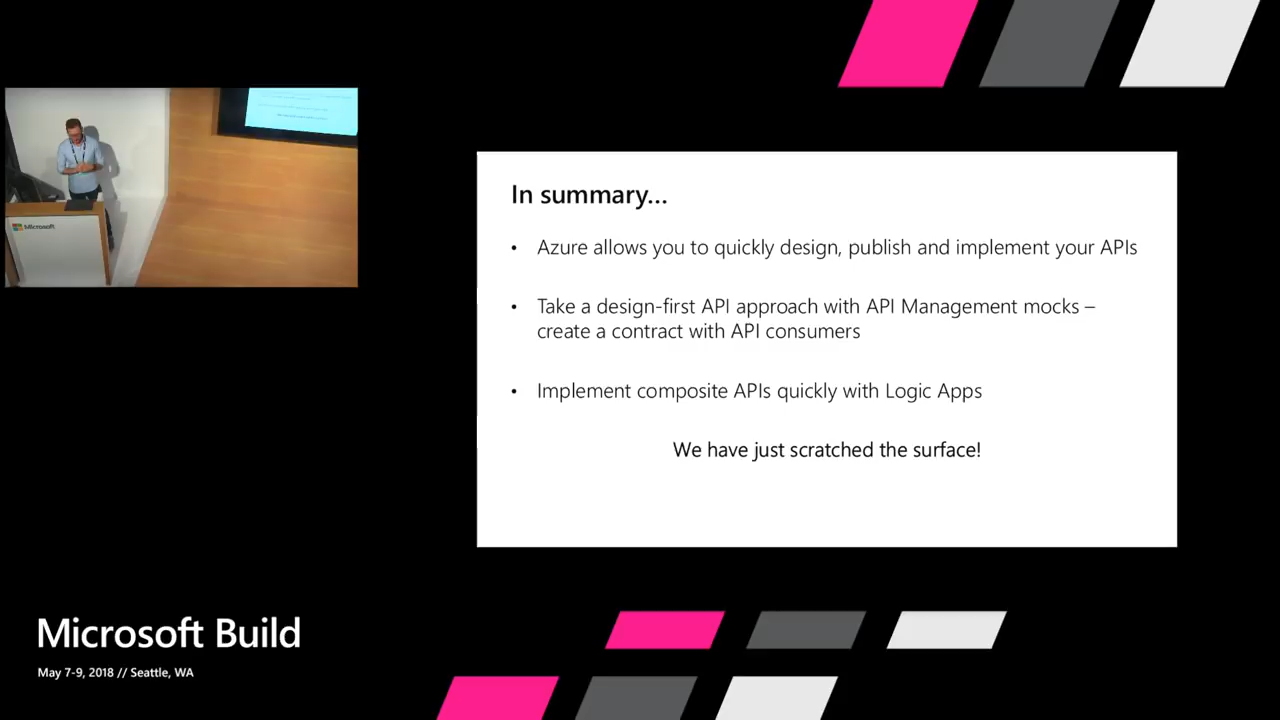 Microsoft
In summary...
• Azure allows you to quickly design, publish and implement your APIs
• Take a design-first API approach with API Management mocks –
create a contract with API consumers
• Implement composite APIs quickly with Logic Apps
We have just scratched the surface!
Microsoft Build
May 7-9, 2018 // Seattle, WA